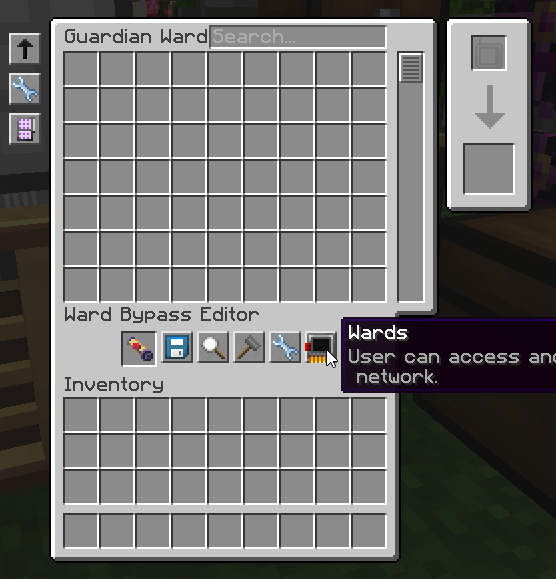 Guardian Ward
Search...
Ward Bypass Editor
Wards
User can access and
network.
Inventory